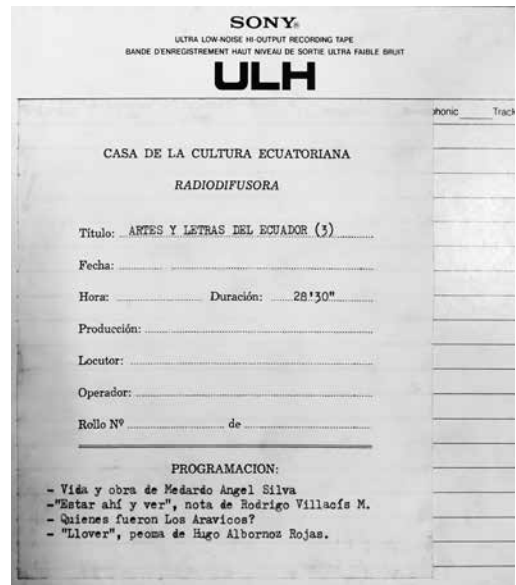 SONY®
ULTRA LOW-NOISE HI-OUTPUT RECORDING TAPE
BANDE D'ENREGISTREMENT HAUT NIVEAU DE SORTIE ULTRA FAIBLE BRUIT
ULH
phonic Track
CASA DE LA CULTURA ECUATORIANA
RADIODIFUSORA
Título: ARTES Y LETRAS DEL ECUADOR (3)
Fecha:
Hora: Duración: 28'30"
Producción:
Locutor:
Operador:
Rollo Nº de
PROGRAMACION:
- Vida y obra de Medardo Angel Silva
-"Estar ahí y ver", nota de Rodrigo Villacís M.
- Quienes fueron Los Aravicos?
- "Llover", peoma de Hugo Albornoz Rojas.